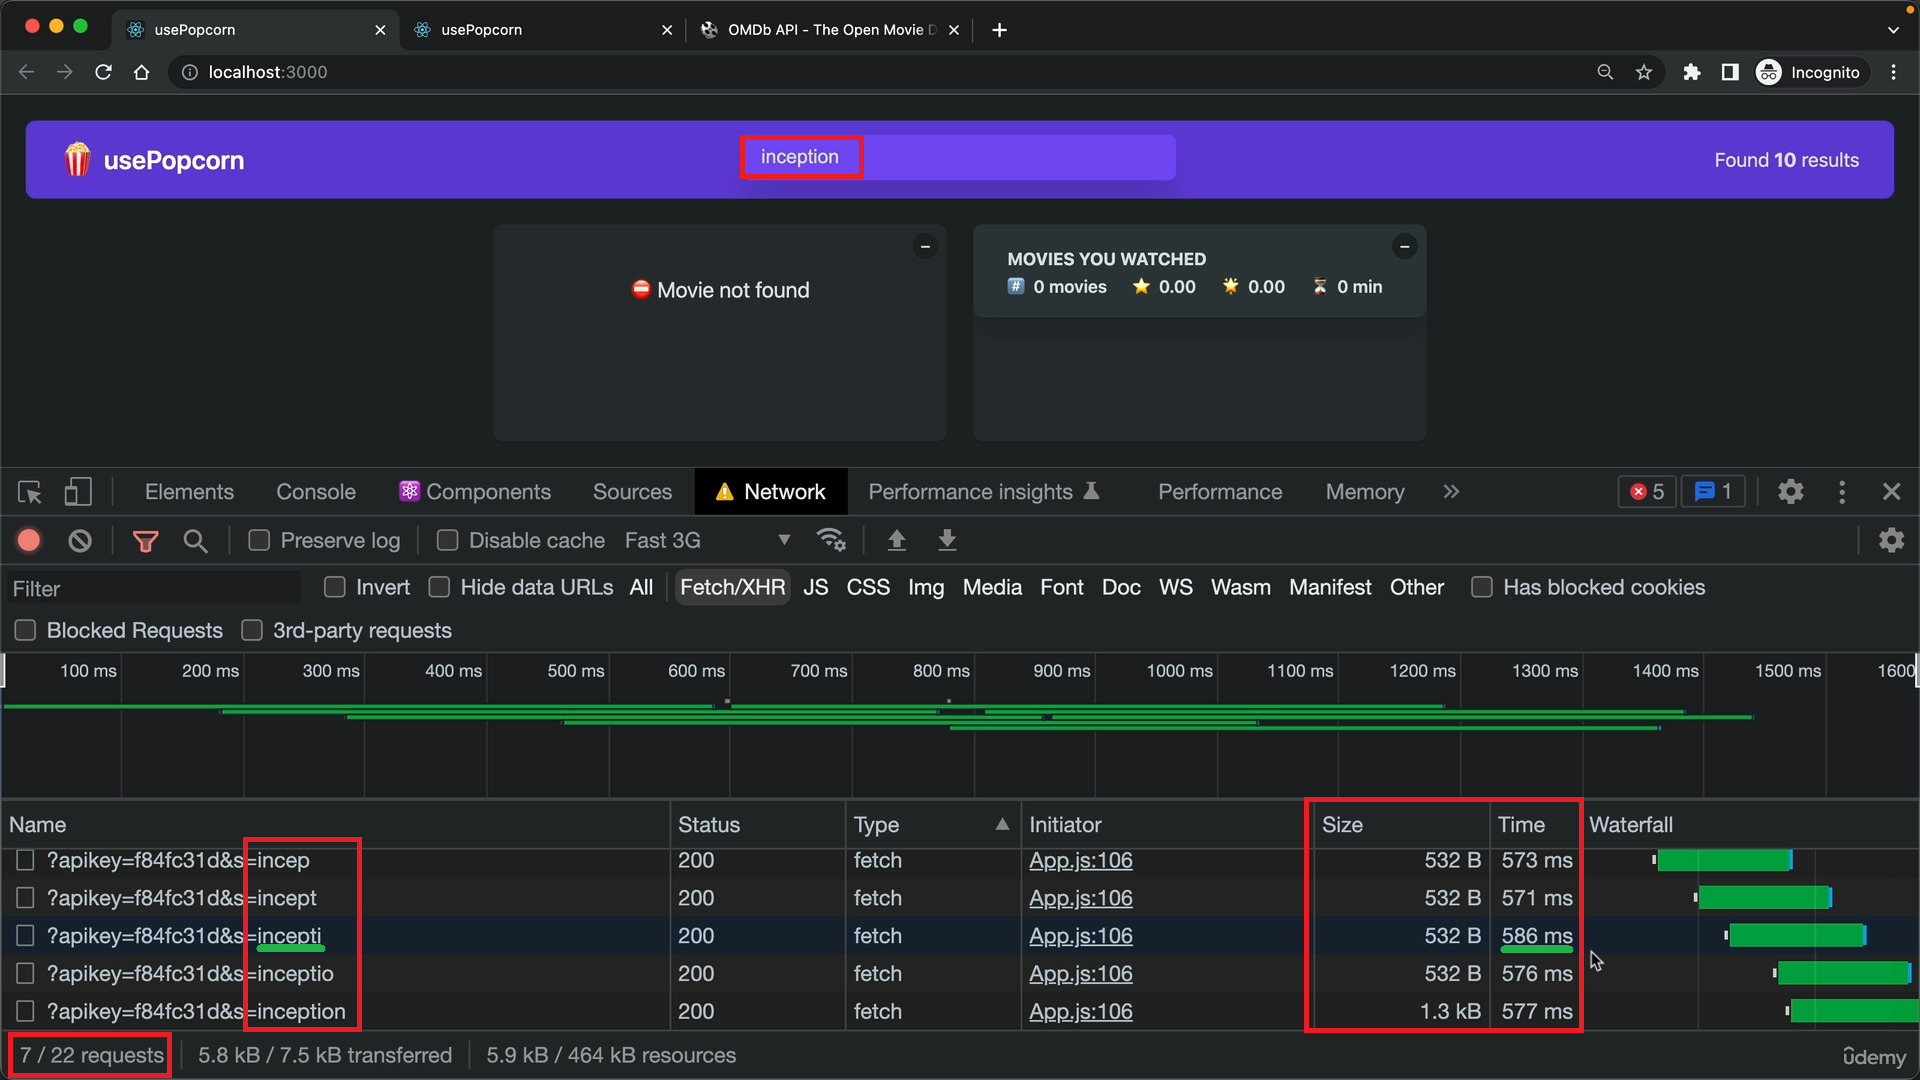 usePopcorn
usePopcorn
OMDb API - The Open Movie D
localhost:3000
Incognito
usePopcorn
inception
Found 10 results
Movie not found
MOVIES YOU WATCHED
# 0 movies 0.00 0.00 0 min
Elements Console Components Sources Network Performance insights Performance Memory 5 1
Preserve log Disable cache Fast 3G
Filter Invert Hide data URLs All Fetch/XHR JS CSS Img Media Font Doc WS Wasm Manifest Other Has blocked cookies
Blocked Requests 3rd-party requests
100 ms 200 ms 300 ms 400 ms 500 ms 600 ms 700 ms 800 ms 900 ms 1000 ms 1100 ms 1200 ms 1300 ms 1400 ms 1500 ms 1600
Name Status Type Initiator Size Time Waterfall
?apikey=f84fc31d&s=incep 200 fetch App.js:106 532 B 573 ms
?apikey=f84fc31d&s=incept 200 fetch App.js:106 532 B 571 ms
?apikey=f84fc31d&s=incepti 200 fetch App.js:106 532 B 586 ms
?apikey=f84fc31d&s=inceptio 200 fetch App.js:106 532 B 576 ms
?apikey=f84fc31d&s=inception 200 fetch App.js:106 1.3 kB 577 ms
7 / 22 requests 5.8 kB / 7.5 kB transferred 5.9 kB / 464 kB resources
ûdemy